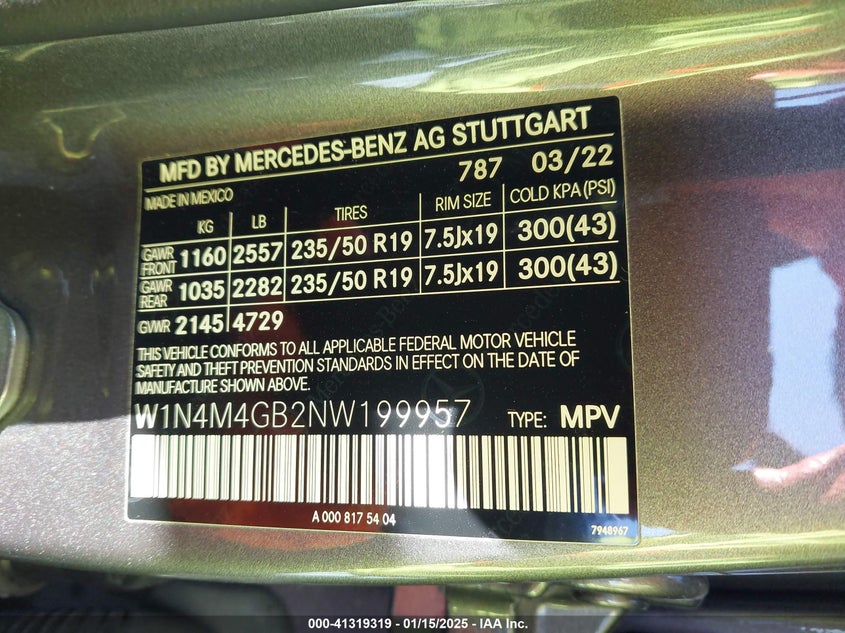 MFD BY MERCEDES-BENZ AG STUTTGART
787 03/22
MADE IN MEXICO
KG LB TIRES RIM SIZE COLD KPA(PSI)
GAWR FRONT 1160 2557 235/50 R19 7.5Jx19 300(43)
GAWR REAR 1035 2282 235/50 R19 7.5Jx19 300(43)
GVWR 2145 4729
THIS VEHICLE CONFORMS TO ALL APPLICABLE FEDERAL MOTOR VEHICLE
SAFETY AND THEFT PREVENTION STANDARDS IN EFFECT ON THE DATE OF
MANUFACTURE SHOWN ABOVE.
W1N4M4GB2NW199957 TYPE: MPV
A 000 817 54 04
7948967
000-41319319 - 01/15/2025 - IAA Inc.